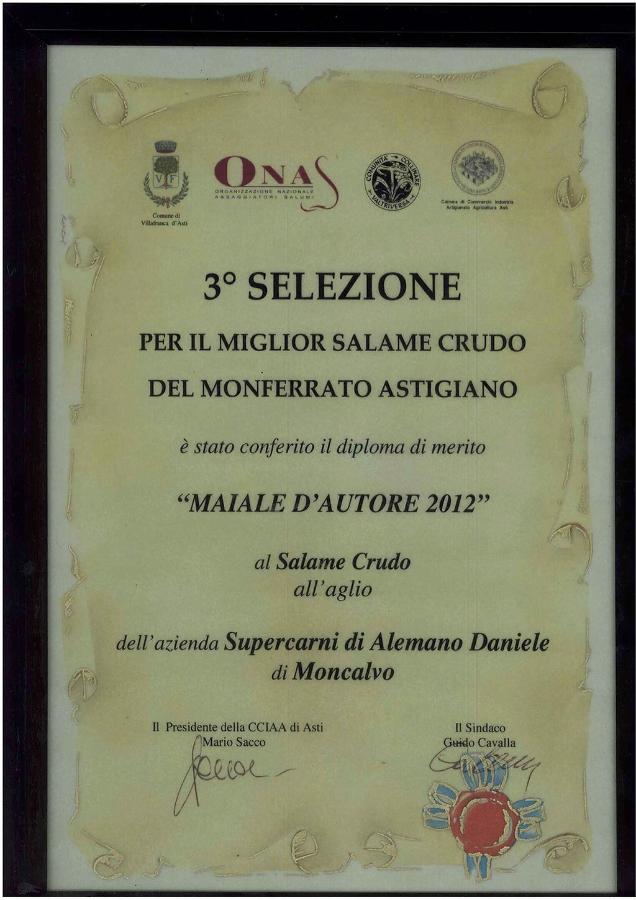 V F
Comune di
Villafranca d'Asti
ONAS
ORGANIZZAZIONE NAZIONALE
ASSAGGIATORI SALUMI
COMUNITÀ COLLINARE
VALTRIVERSA
Camera di Commercio Industria
Artigianato Agricoltura Asti
3° SELEZIONE
PER IL MIGLIOR SALAME CRUDO
DEL MONFERRATO ASTIGIANO
è stato conferito il diploma di merito
“MAIALE D'AUTORE 2012”
al Salame Crudo
all'aglio
dell'azienda Supercarni di Alemano Daniele
di Moncalvo
Il Presidente della CCIAA di Asti
Mario Sacco
Il Sindaco
Guido Cavalla